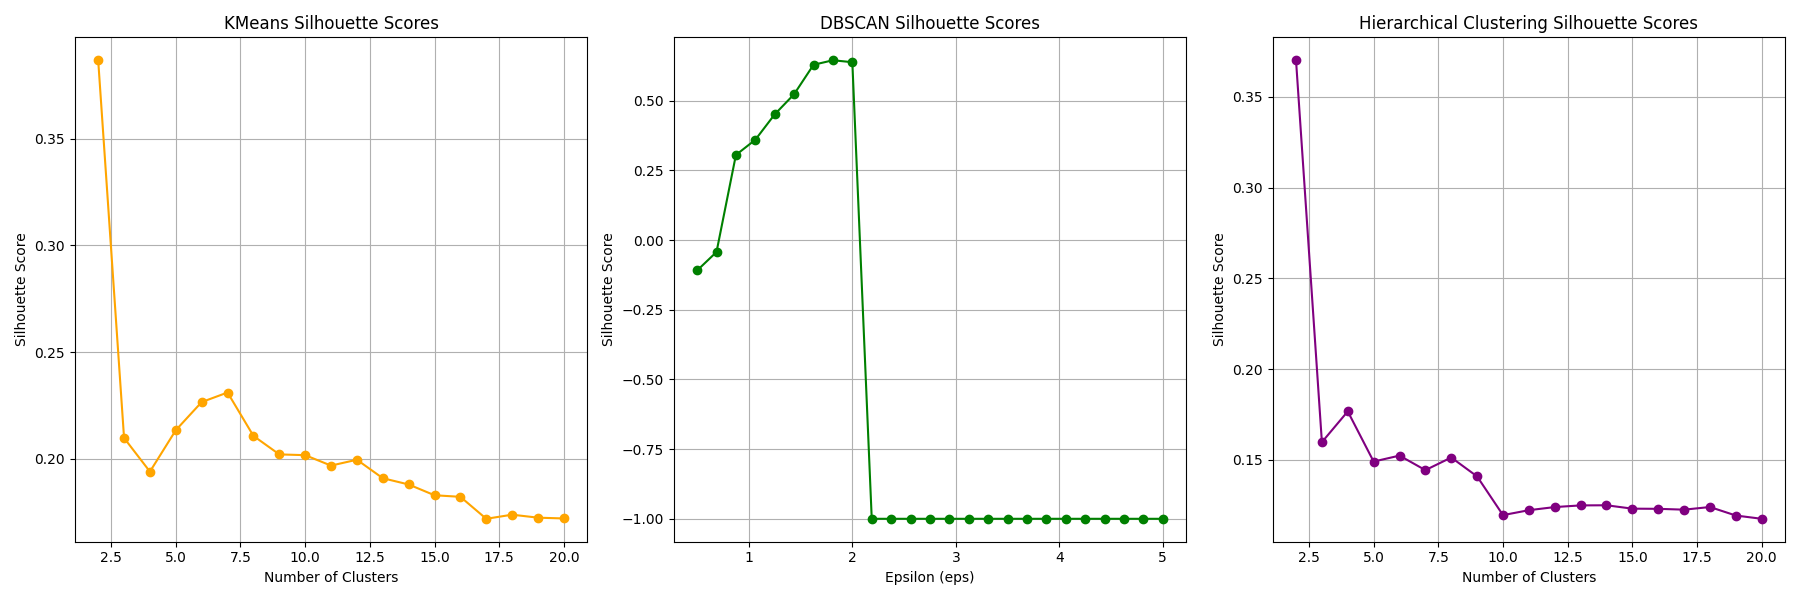 KMeans Silhouette Scores
Silhouette Score
0.35
0.30
0.25
0.20
2.5 5.0 7.5 10.0 12.5 15.0 17.5 20.0
Number of Clusters
DBSCAN Silhouette Scores
Silhouette Score
0.50
0.25
0.00
−0.25
−0.50
−0.75
−1.00
1 2 3 4 5
Epsilon (eps)
Hierarchical Clustering Silhouette Scores
Silhouette Score
0.35
0.30
0.25
0.20
0.15
2.5 5.0 7.5 10.0 12.5 15.0 17.5 20.0
Number of Clusters